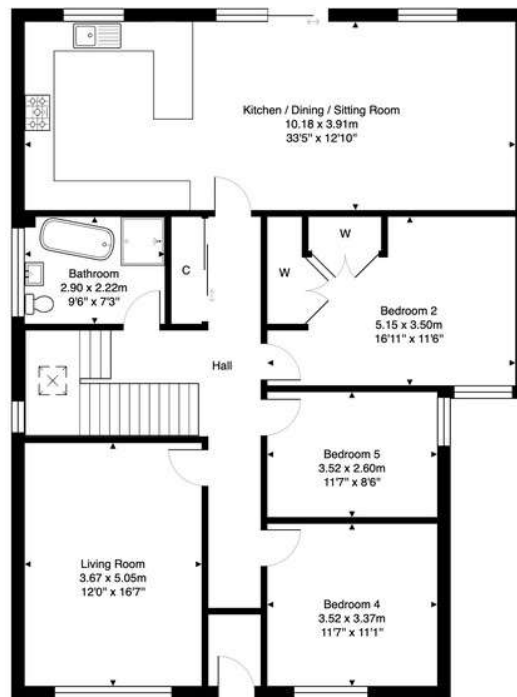 Kitchen / Dining / Sitting Room
10.18 x 3.91m
33'5" x 12'10"
Bathroom
2.90 x 2.22m
9'6" x 7'3"
C
W
W
Bedroom 2
5.15 x 3.50m
16'11" x 11'6"
Hall
Bedroom 5
3.52 x 2.60m
11'7" x 8'6"
Living Room
3.67 x 5.05m
12'0" x 16'7"
Bedroom 4
3.52 x 3.37m
11'7" x 11'1"